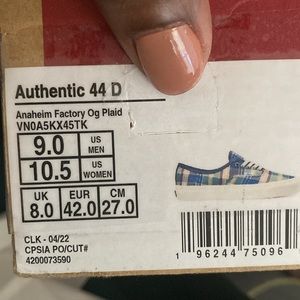 Authentic 44 D
Anaheim Factory Og Plaid
VN0A5KX45TK
9.0 US MEN
10.5 US WOMEN
UK EUR CM
8.0 42.0 27.0
CLK - 04/22
CPSIA PO/CUT#
4200073590
1 96244 75096